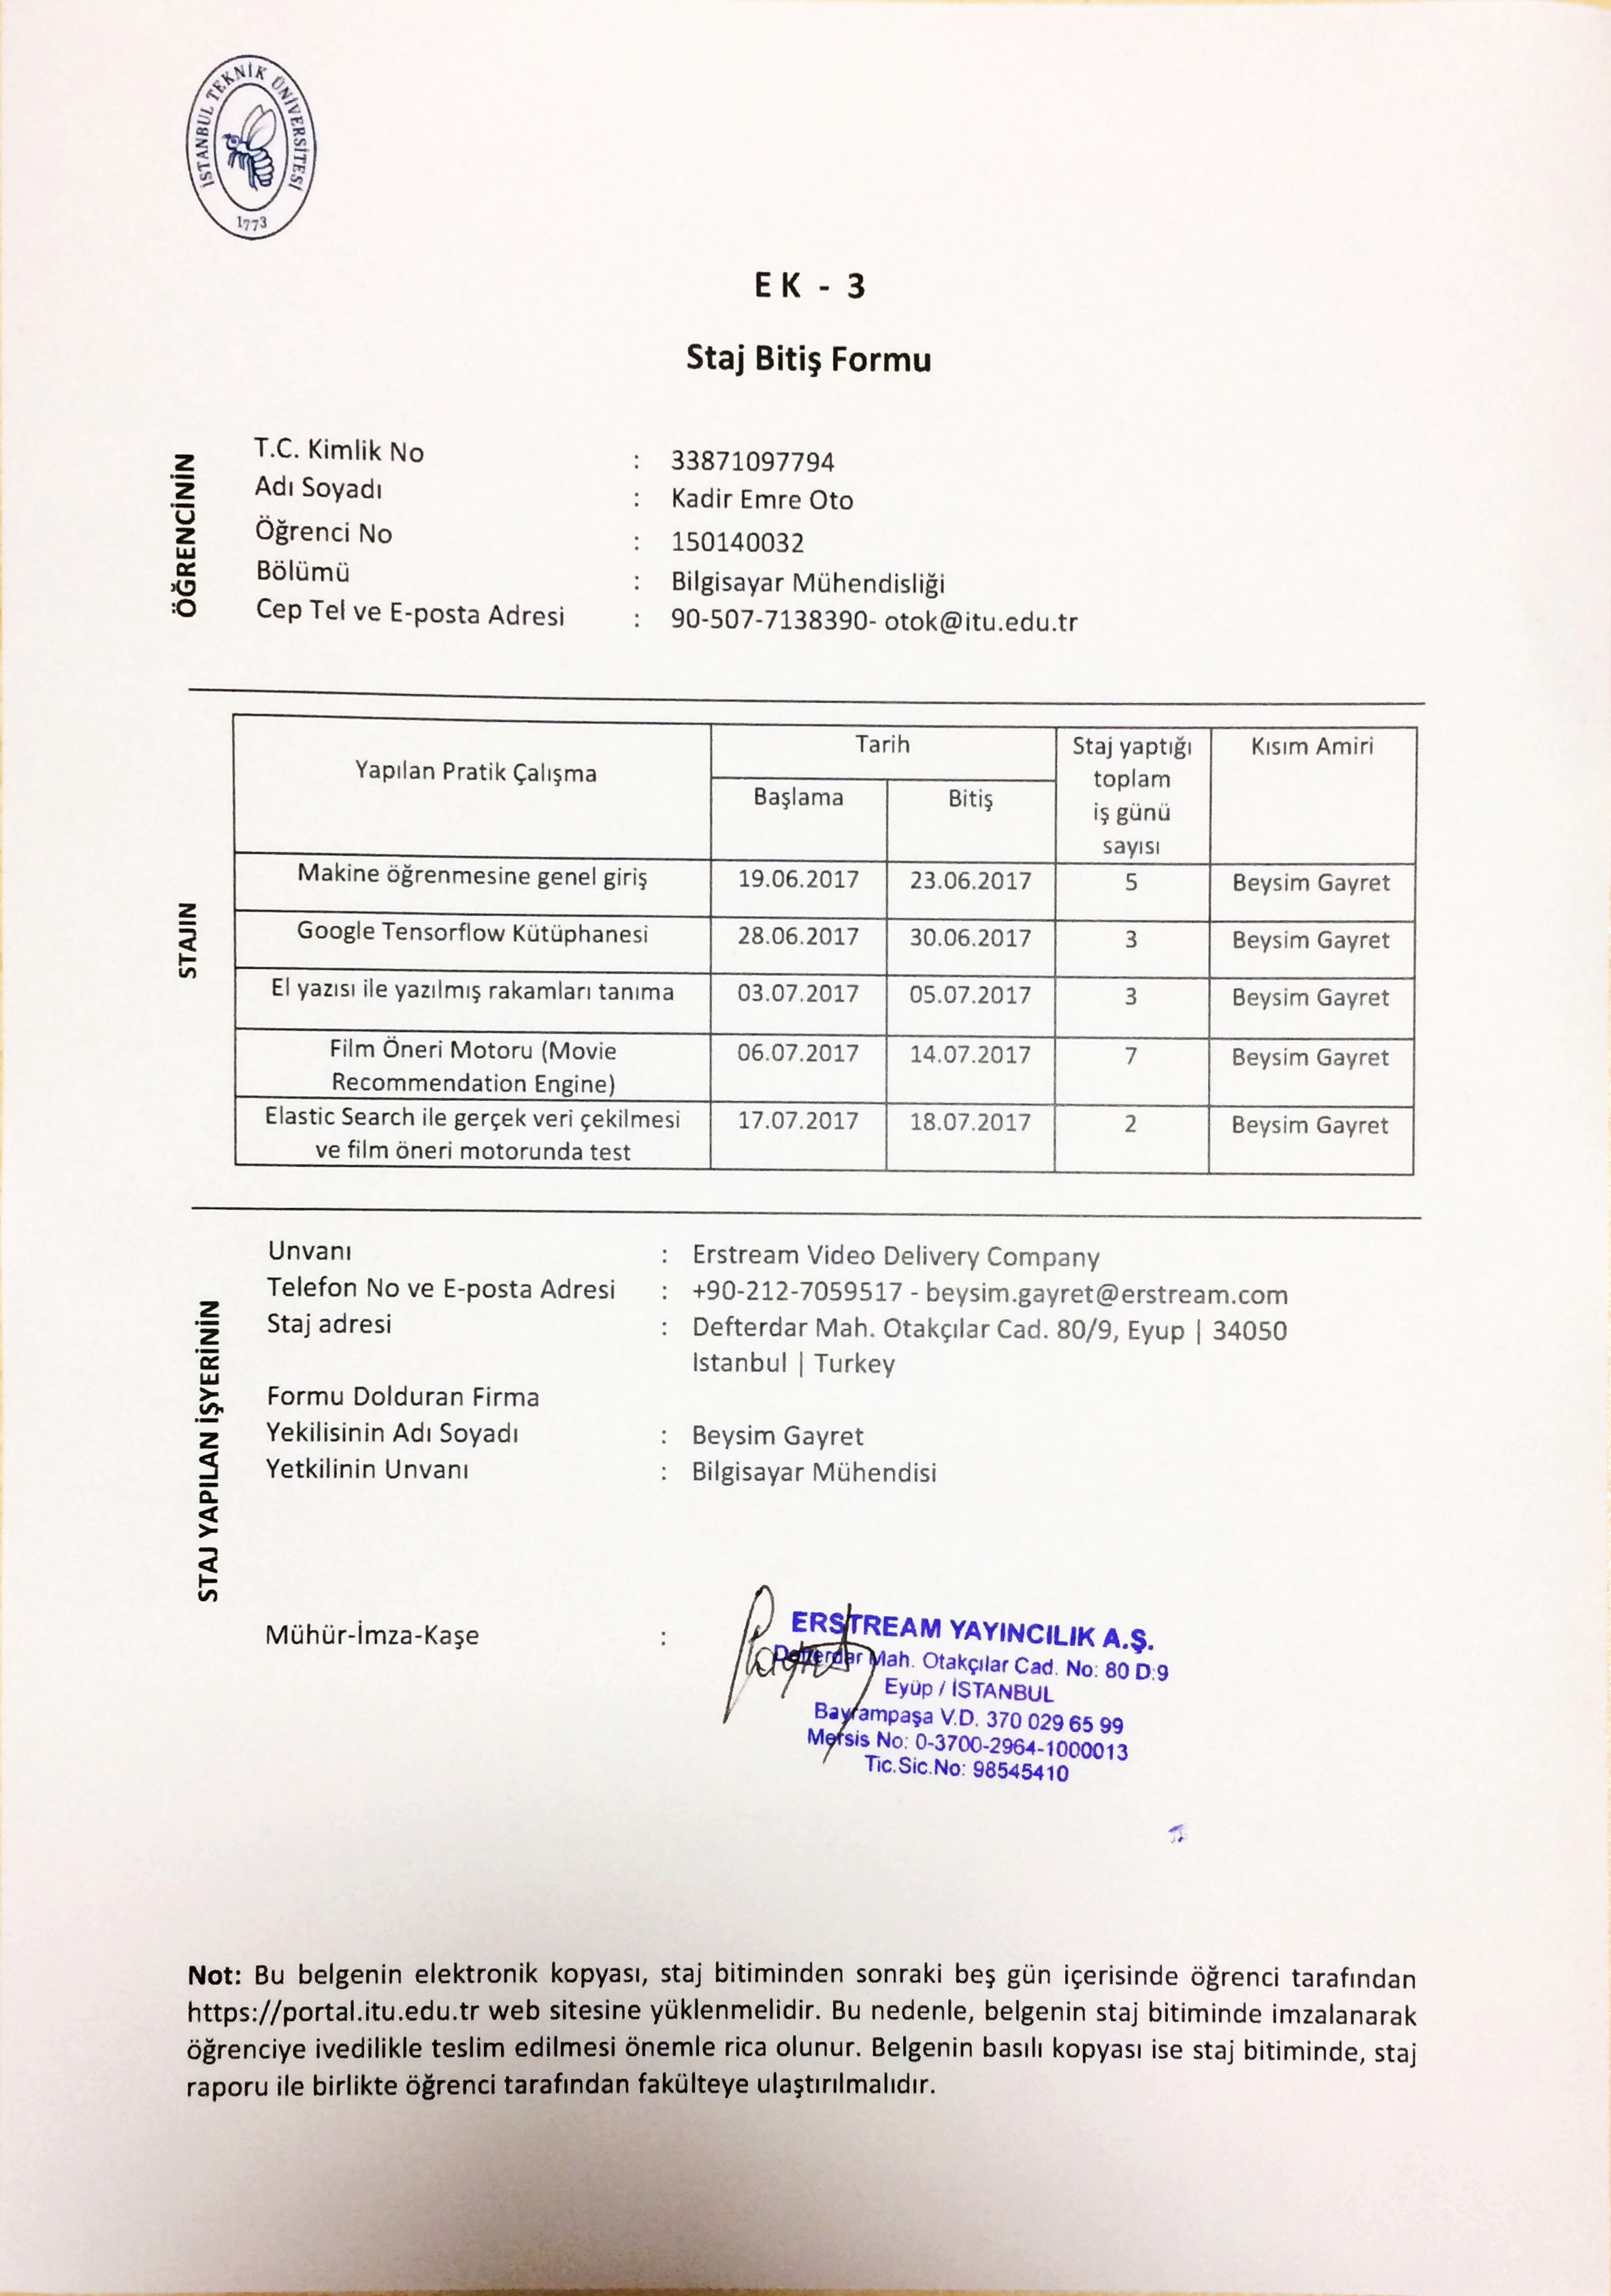 İSTANBUL TEKNİK ÜNİVERSİTESİ
1773
EK - 3
Staj Bitiş Formu
ÖĞRENCİNİN
T.C. Kimlik No : 33871097794
Adı Soyadı : Kadir Emre Oto
Öğrenci No : 150140032
Bölümü : Bilgisayar Mühendisliği
Cep Tel ve E-posta Adresi : 90-507-7138390- otok@itu.edu.tr
STAJIN
Yapılan Pratik Çalışma Tarih Staj yaptığı Kısım Amiri
toplam
Başlama Bitiş iş günü
sayısı
Makine öğrenmesine genel giriş 19.06.2017 23.06.2017 5 Beysim Gayret
Google Tensorflow Kütüphanesi 28.06.2017 30.06.2017 3 Beysim Gayret
El yazısı ile yazılmış rakamları tanıma 03.07.2017 05.07.2017 3 Beysim Gayret
Film Öneri Motoru (Movie 06.07.2017 14.07.2017 7 Beysim Gayret
Recommendation Engine)
Elastic Search ile gerçek veri çekilmesi 17.07.2017 18.07.2017 2 Beysim Gayret
ve film öneri motorunda test
STAJ YAPILAN İŞYERİNİN
Unvanı : Erstream Video Delivery Company
Telefon No ve E-posta Adresi : +90-212-7059517 - beysim.gayret@erstream.com
Staj adresi : Defterdar Mah. Otakçılar Cad. 80/9, Eyup | 34050
Istanbul | Turkey
Formu Dolduran Firma
Yekilisinin Adı Soyadı : Beysim Gayret
Yetkilinin Unvanı : Bilgisayar Mühendisi
Mühür-İmza-Kaşe :
ERSTREAM YAYINCILIK A.Ş.
Defterdar Mah. Otakçılar Cad. No: 80 D:9
Eyüp / İSTANBUL
Bayrampaşa V.D. 370 029 65 99
Mersis No: 0-3700-2964-1000013
Tic.Sic.No: 98545410
Not: Bu belgenin elektronik kopyası, staj bitiminden sonraki beş gün içerisinde öğrenci tarafından
https://portal.itu.edu.tr web sitesine yüklenmelidir. Bu nedenle, belgenin staj bitiminde imzalanarak
öğrenciye ivedilikle teslim edilmesi önemle rica olunur. Belgenin basılı kopyası ise staj bitiminde, staj
raporu ile birlikte öğrenci tarafından fakülteye ulaştırılmalıdır.